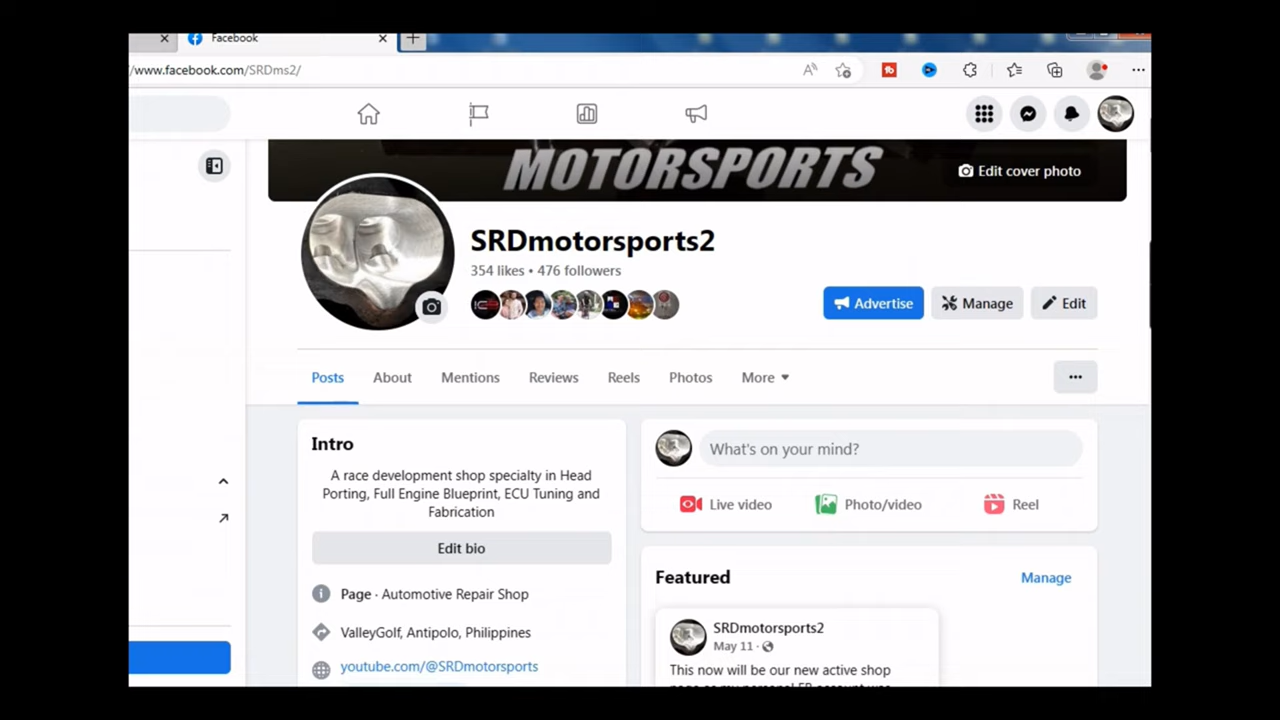 Facebook
/www.facebook.com/SRDms2/
MOTORSPORTS
Edit cover photo
SRDmotorsports2
354 likes • 476 followers
Advertise
Manage
Edit
Posts
About
Mentions
Reviews
Reels
Photos
More
Intro
A race development shop specialty in Head
Porting, Full Engine Blueprint, ECU Tuning and
Fabrication
Edit bio
Page · Automotive Repair Shop
ValleyGolf, Antipolo, Philippines
youtube.com/@SRDmotorsports
What's on your mind?
Live video
Photo/video
Reel
Featured
Manage
SRDmotorsports2
May 11 ·
This now will be our new active shop